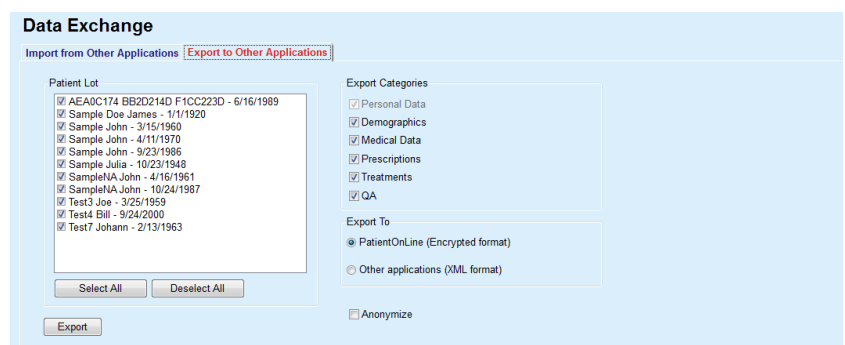 Data Exchange
Import from Other Applications Export to Other Applications
Patient Lot
AEA0C174 BB2D214D F1CC223D - 6/16/1989
Sample Doe James - 1/1/1920
Sample John - 3/15/1960
Sample John - 4/11/1970
Sample John - 9/23/1986
Sample Julia - 10/23/1948
SampleNA John - 4/16/1961
SampleNA John - 10/24/1987
Test3 Joe - 3/25/1959
Test4 Bill - 9/24/2000
Test7 Johann - 2/13/1963
Select All Deselect All
Export
Export Categories
Personal Data
Demographics
Medical Data
Prescriptions
Treatments
QA
Export To
PatientOnLine (Encrypted format)
Other applications (XML format)
Anonymize